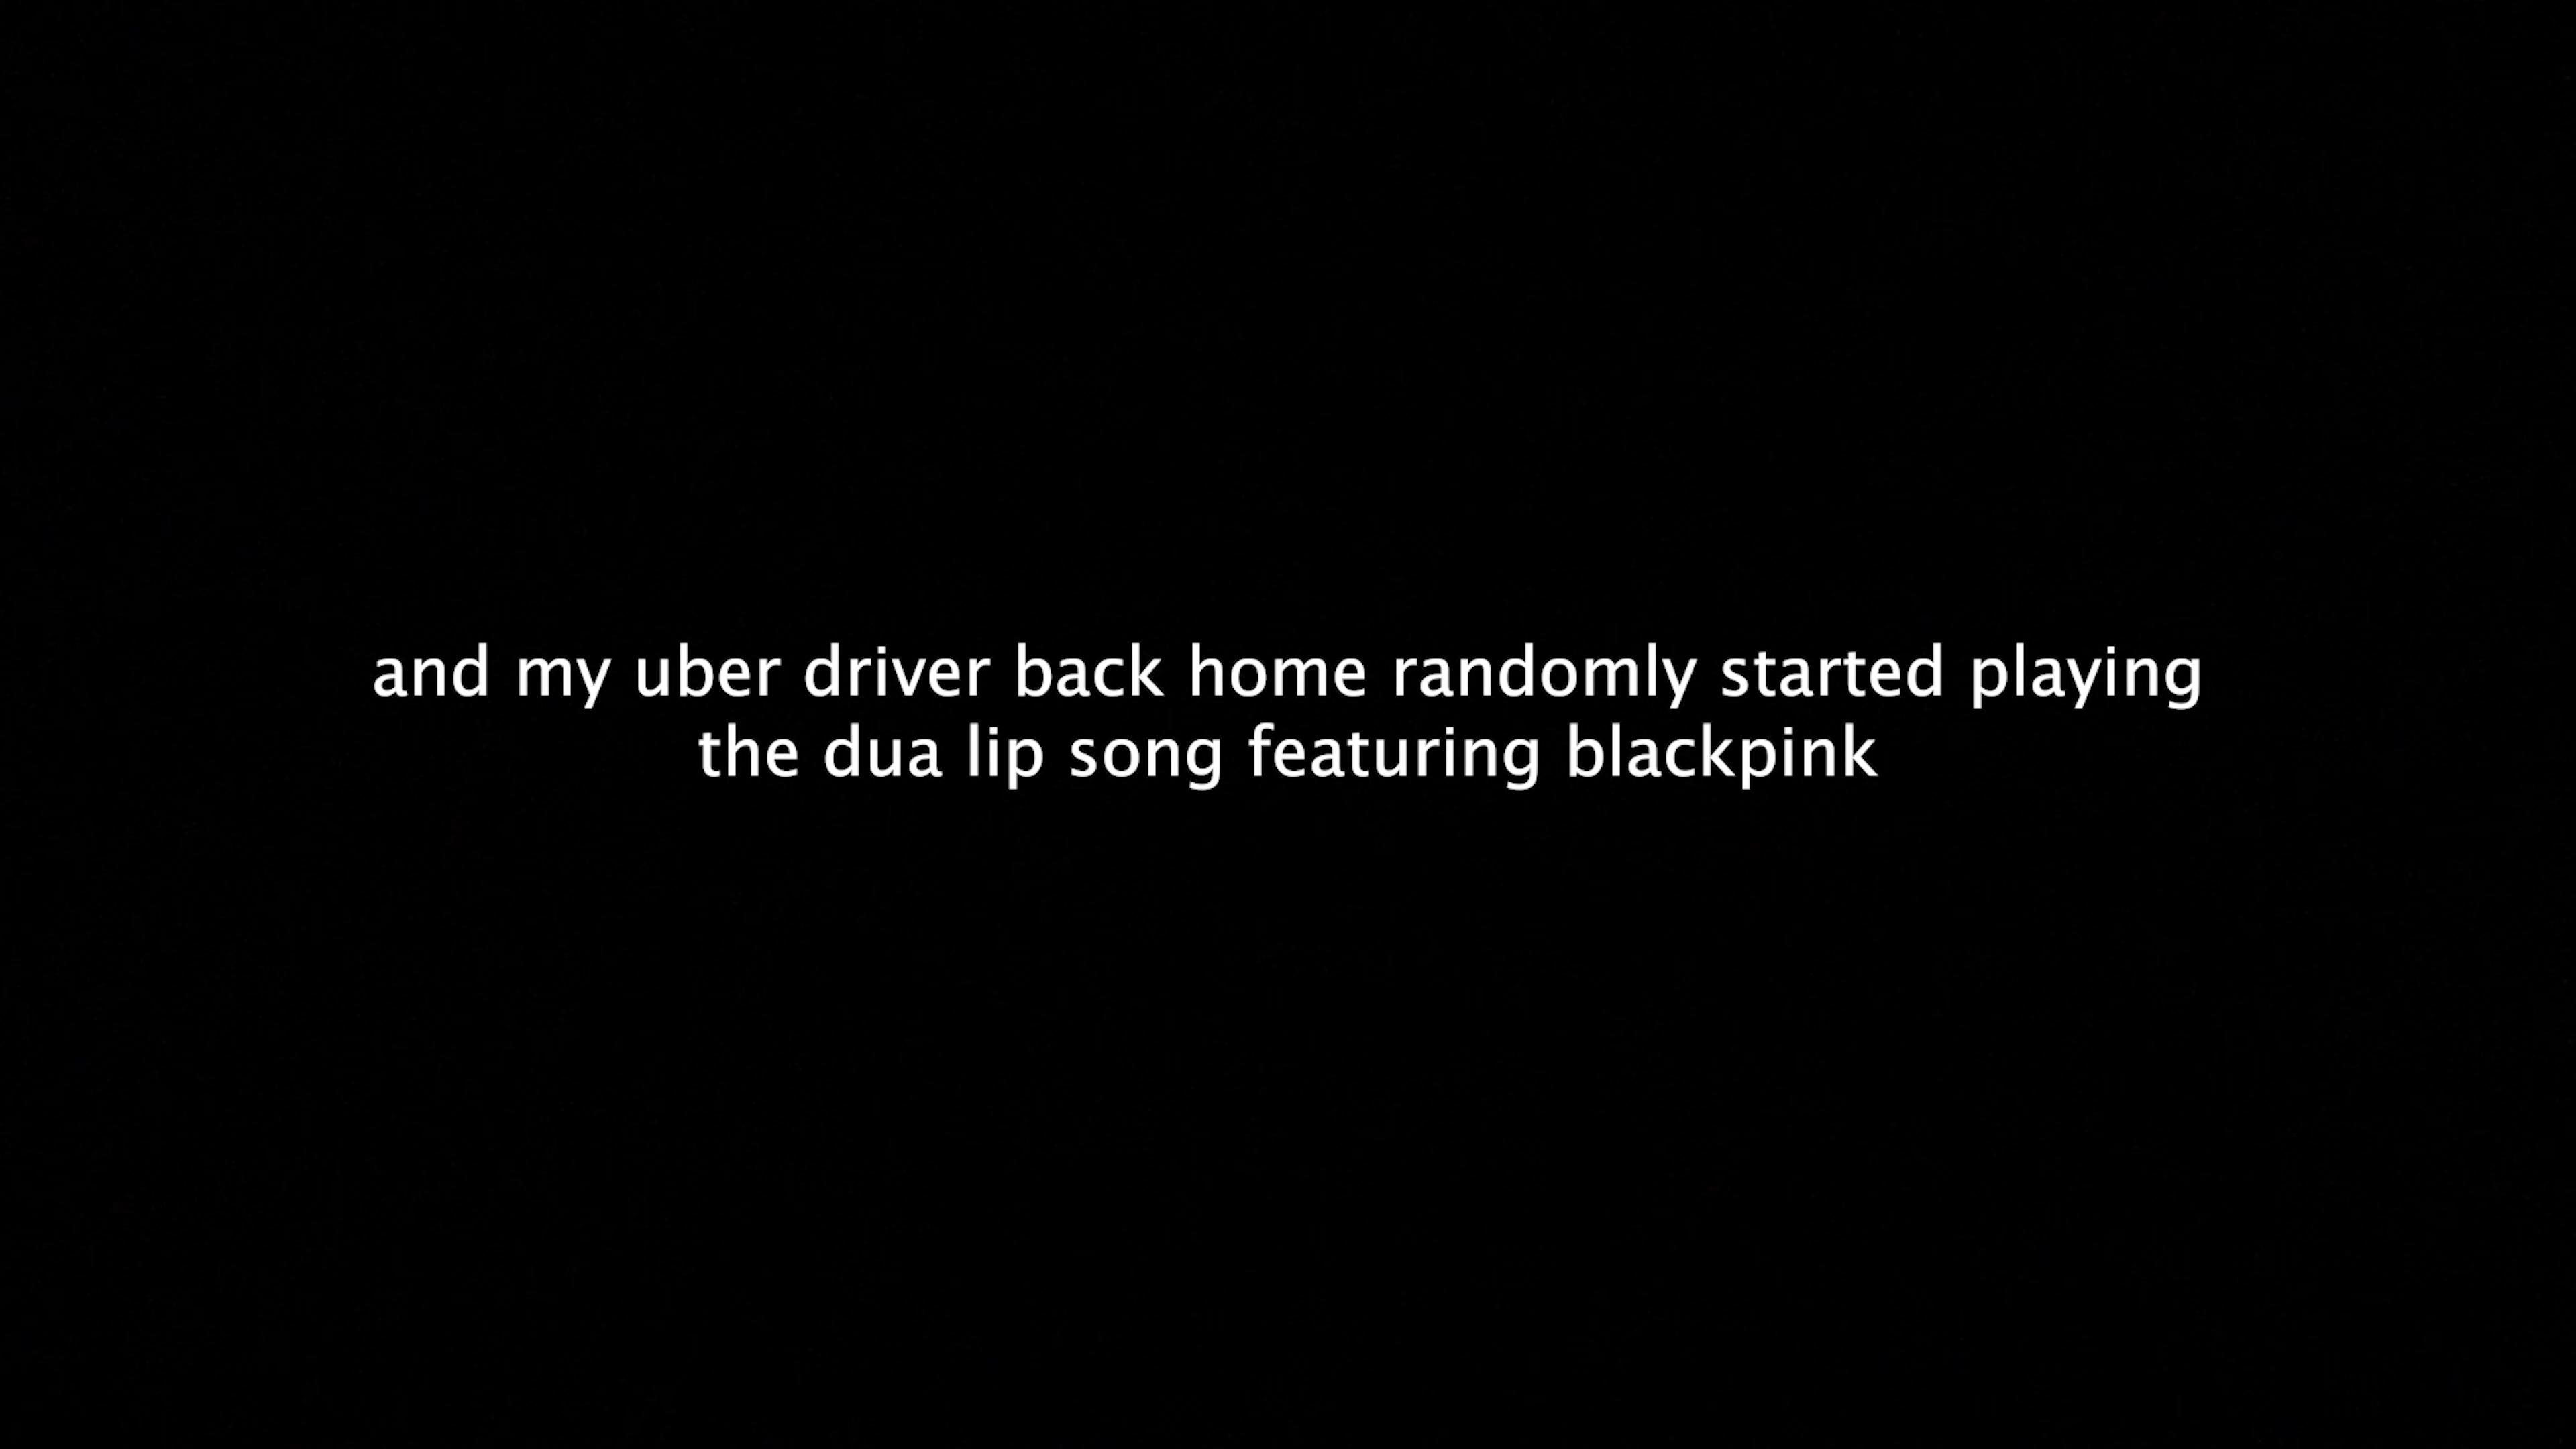 and my uber driver back home randomly started playing
the dua lip song featuring blackpink